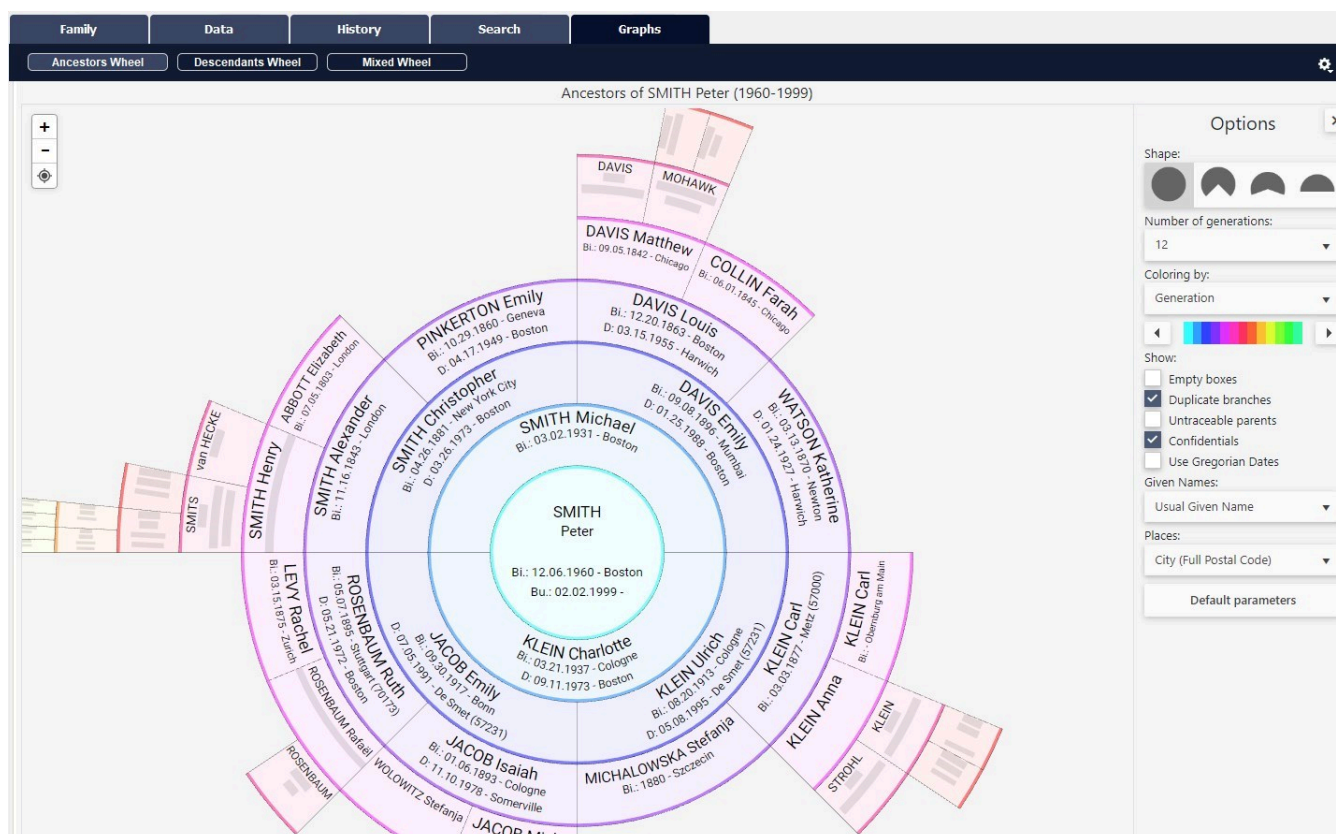 Family
Data
History
Search
Graphs
Ancestors Wheel
Descendants Wheel
Mixed Wheel
Ancestors of SMITH Peter (1960-1999)
+
-
DAVIS
MOHAWK
DAVIS Matthew
Bi.: 09.05.1842 - Chicago
COLLIN Farah
Bi.: 06.01.1845 - Chicago
PINKERTON Emily
Bi.: 10.29.1860 - Geneva
D: 04.17.1949 - Boston
DAVIS Louis
Bi.: 12.20.1863 - Boston
D: 03.15.1955 - Harwich
ABBOTT Elizabeth
Bi.: 07.05.1803 - London
SMITH Alexander
Bi.: 11.16.1843 - London
SMITH Christopher
Bi.: 04.26.1881 - New York City
D: 03.26.1973 - Boston
DAVIS Emily
Bi.: 09.08.1896 - Mumbai
D: 01.25.1988 - Boston
WATSON Katherine
Bi.: 03.13.1870 - Newton
D: 01.24.1927 - Harwich
SMITH Michael
Bi.: 03.02.1931 - Boston
van HECKE
SMITS
SMITH Henry
SMITH
Peter
Bi.: 12.06.1960 - Boston
Bu.: 02.02.1999 -
KLEIN Charlotte
Bi.: 03.21.1937 - Cologne
D: 09.11.1973 - Boston
LEVY Rachel
Bi.: 03.15.1875 - Zurich
ROSENBAUM Ruth
Bi.: 05.07.1895 - Stuttgart (70173)
D: 05.21.1972 - Boston
JACOB Emily
Bi.: 09.30.1917 - Bonn
D: 07.05.1991 - De Smet (57231)
KLEIN Ulrich
Bi.: 08.20.1913 - Cologne
D: 05.08.1995 - De Smet (57231)
KLEIN Carl
Bi.: 03.03.1877 - Metz (57000)
KLEIN Carl
Bi.: - Obernburg am Main
KLEIN Anna
KLEIN
STROHL
ROSENBAUM Rafaël
ROSENBAUM
WOLOWITZ Stefanja
JACOB Isaiah
Bi.: 01.06.1893 - Cologne
D: 11.10.1978 - Somerville
MICHALOWSKA Stefanja
Bi.: 1880 - Szczecin
JACOB
Options
Shape:
Number of generations:
12
Coloring by:
Generation
Show:
Empty boxes
Duplicate branches
Untraceable parents
Confidentials
Use Gregorian Dates
Given Names:
Usual Given Name
Places:
City (Full Postal Code)
Default parameters